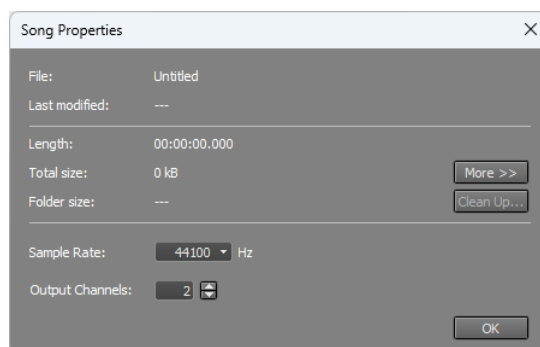 Song Properties
File: Untitled
Last modified: ---
Length: 00:00:00.000
Total size: 0 kB More >>
Folder size: --- Clean Up...
Sample Rate: 44100 Hz
Output Channels: 2
OK